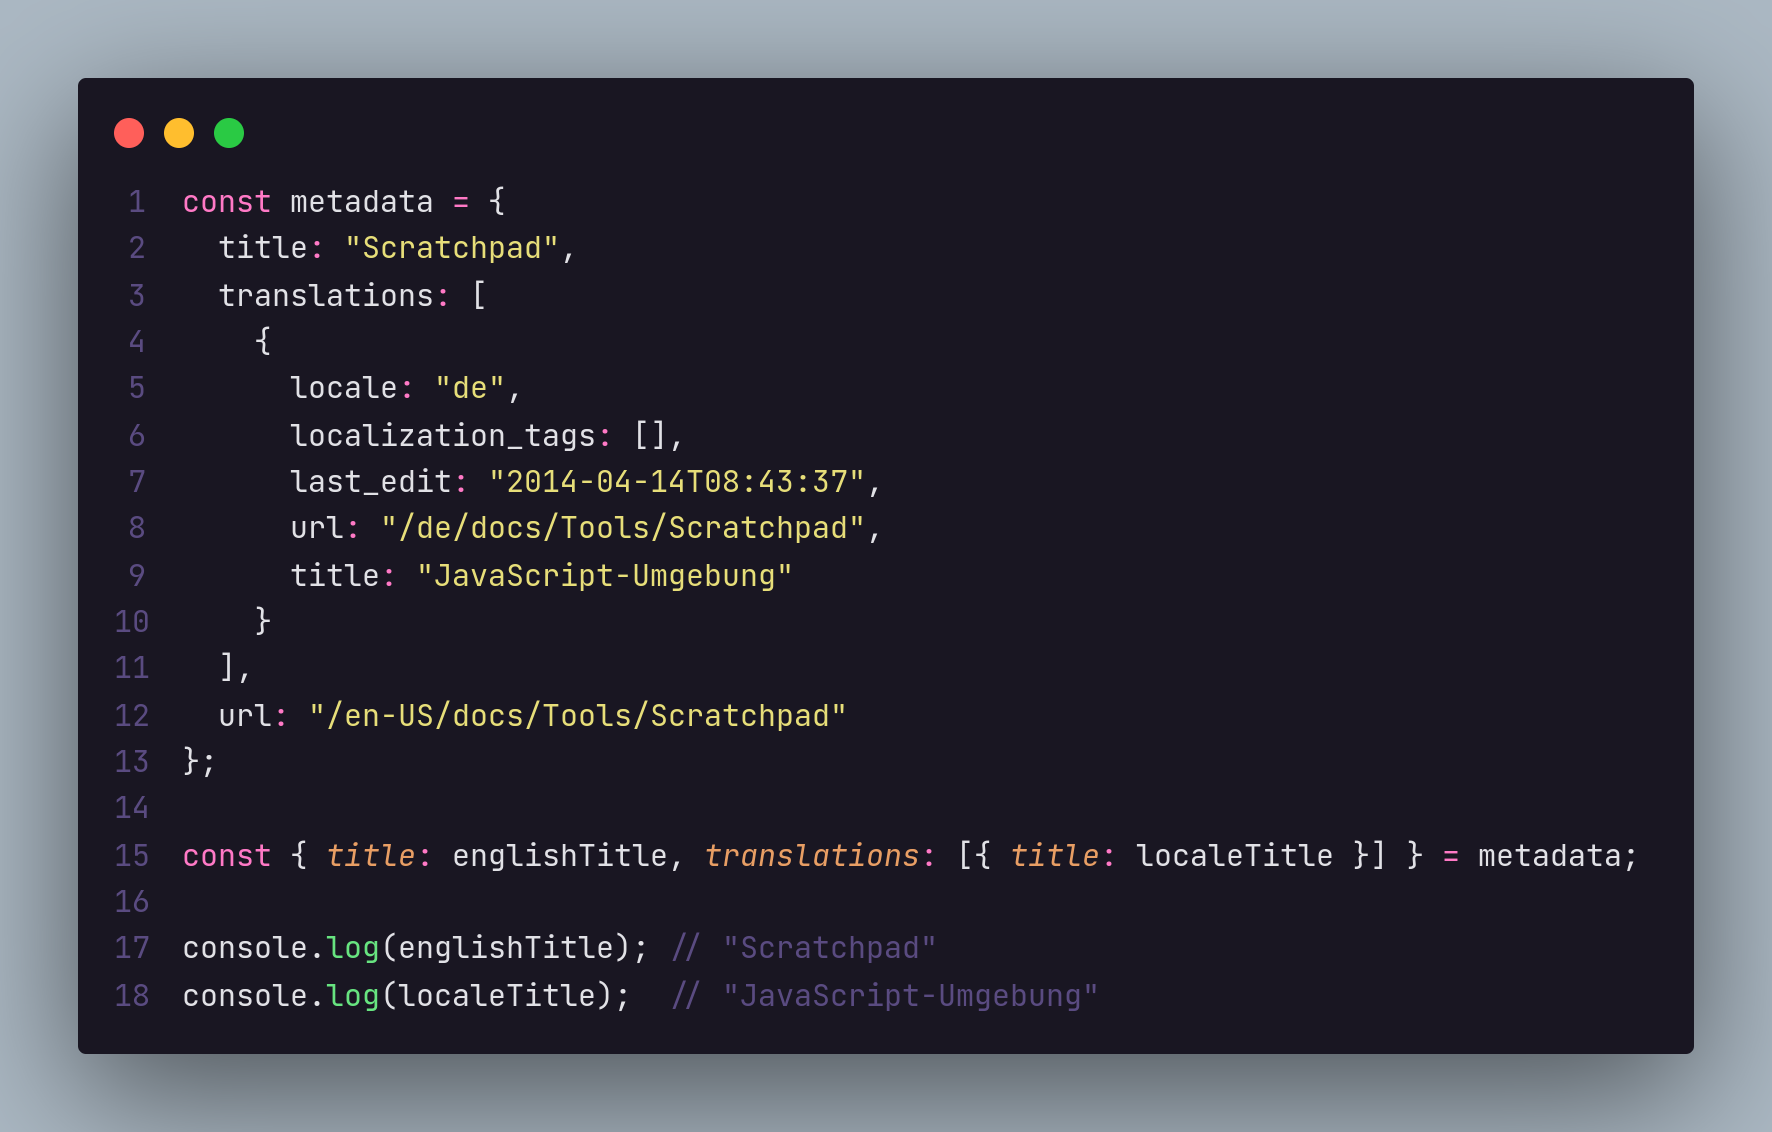 1 const metadata = {
2   title: "Scratchpad",
3   translations: [
4     {
5       locale: "de",
6       localization_tags: [],
7       last_edit: "2014-04-14T08:43:37",
8       url: "/de/docs/Tools/Scratchpad",
9       title: "JavaScript-Umgebung"
10     }
11   ],
12   url: "/en-US/docs/Tools/Scratchpad"
13 };
14
15 const { title: englishTitle, translations: [{ title: localeTitle }] } = metadata;
16
17 console.log(englishTitle); // "Scratchpad"
18 console.log(localeTitle);  // "JavaScript-Umgebung"